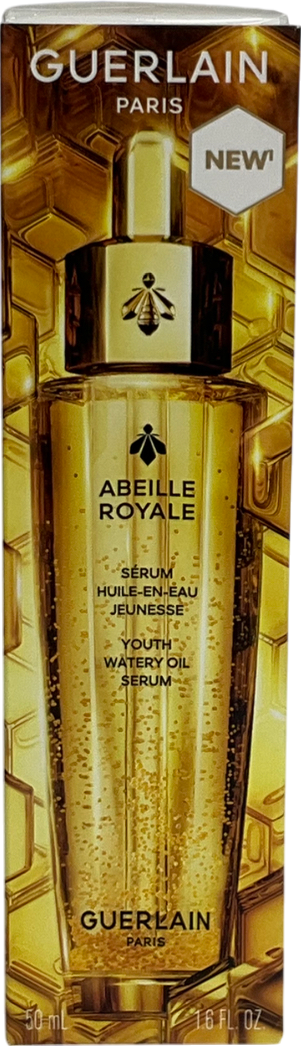 GUERLAIN
PARIS
NEW¹
ABEILLE
ROYALE
SÉRUM
HUILE-EN-EAU
JEUNESSE
YOUTH
WATERY OIL
SERUM
GUERLAIN
PARIS
50 mL 1.6 FL. OZ.